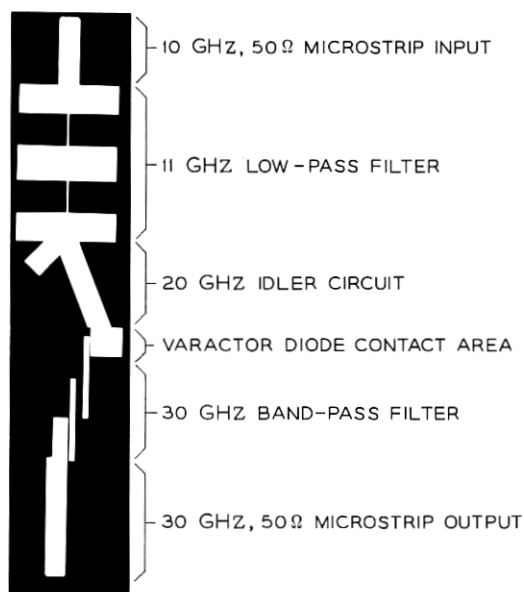 10 GHZ, 50Ω MICROSTRIP INPUT
11 GHZ LOW-PASS FILTER
20 GHZ IDLER CIRCUIT
VARACTOR DIODE CONTACT AREA
30 GHZ BAND-PASS FILTER
30 GHZ, 50Ω MICROSTRIP OUTPUT